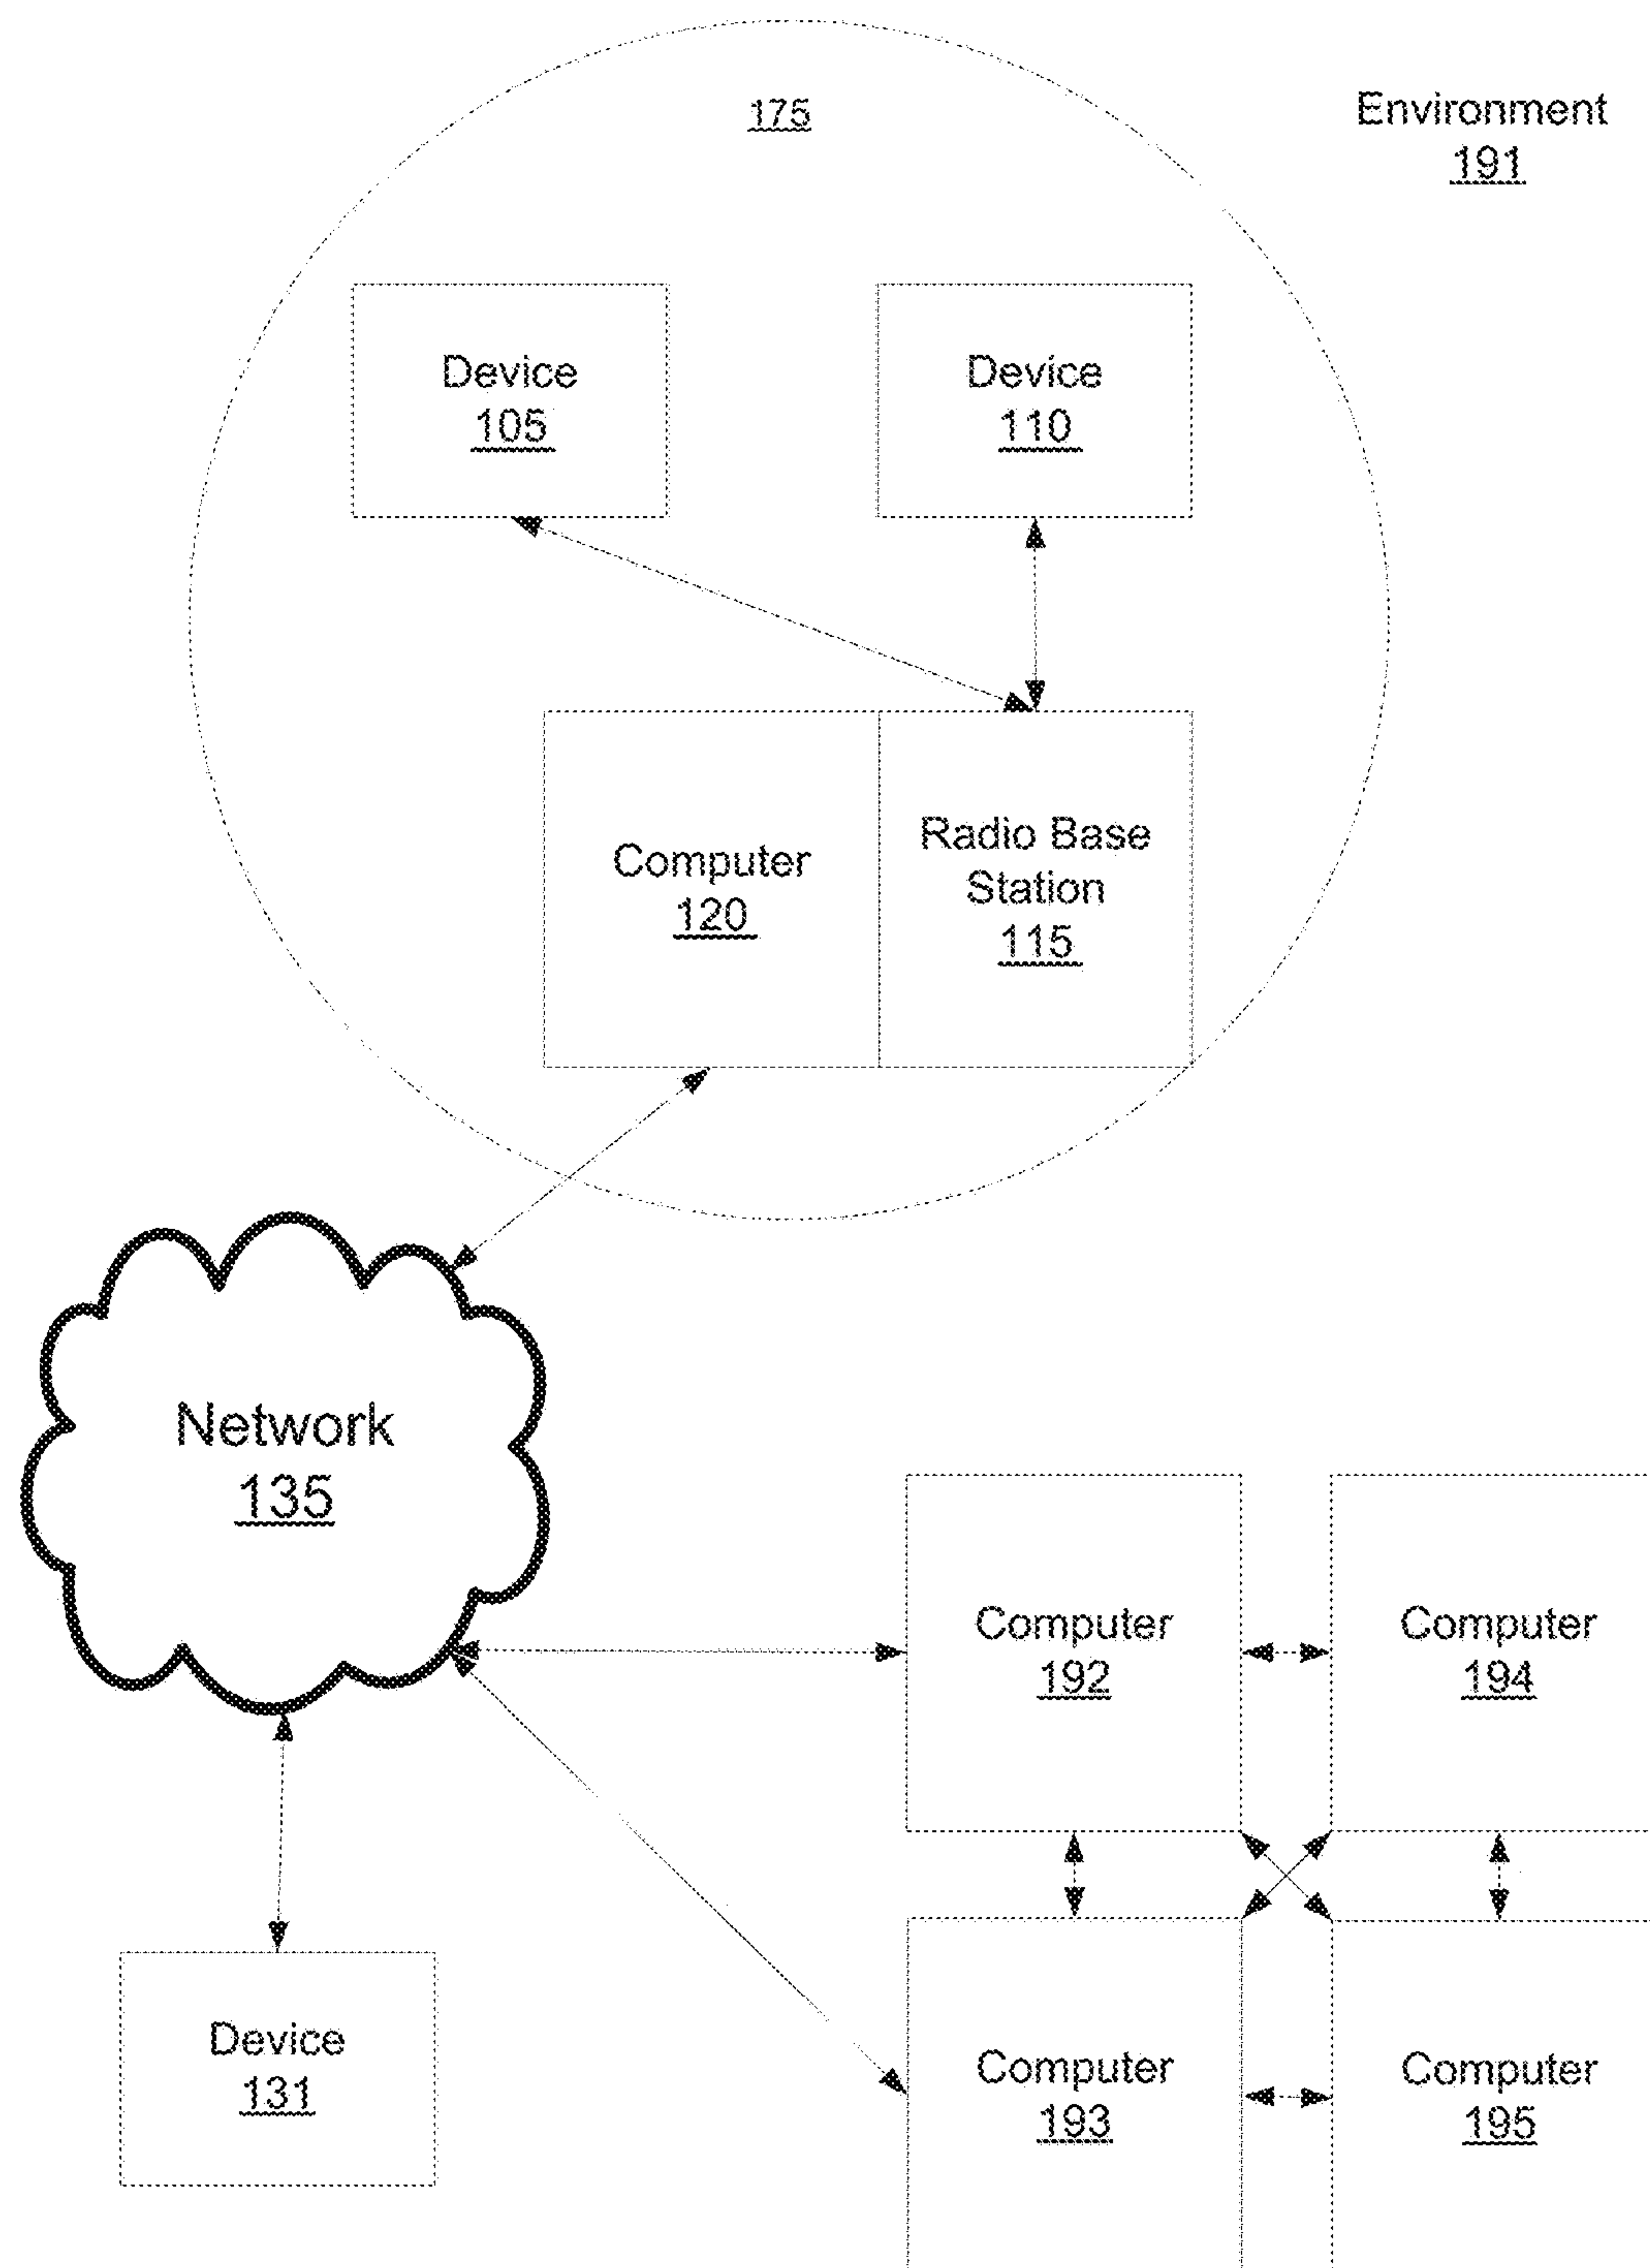 175
Environment
191
Device
105
Device
110
Computer
120
Radio Base
Station
115
Network
135
Computer
192
Computer
194
Device
131
Computer
193
Computer
195